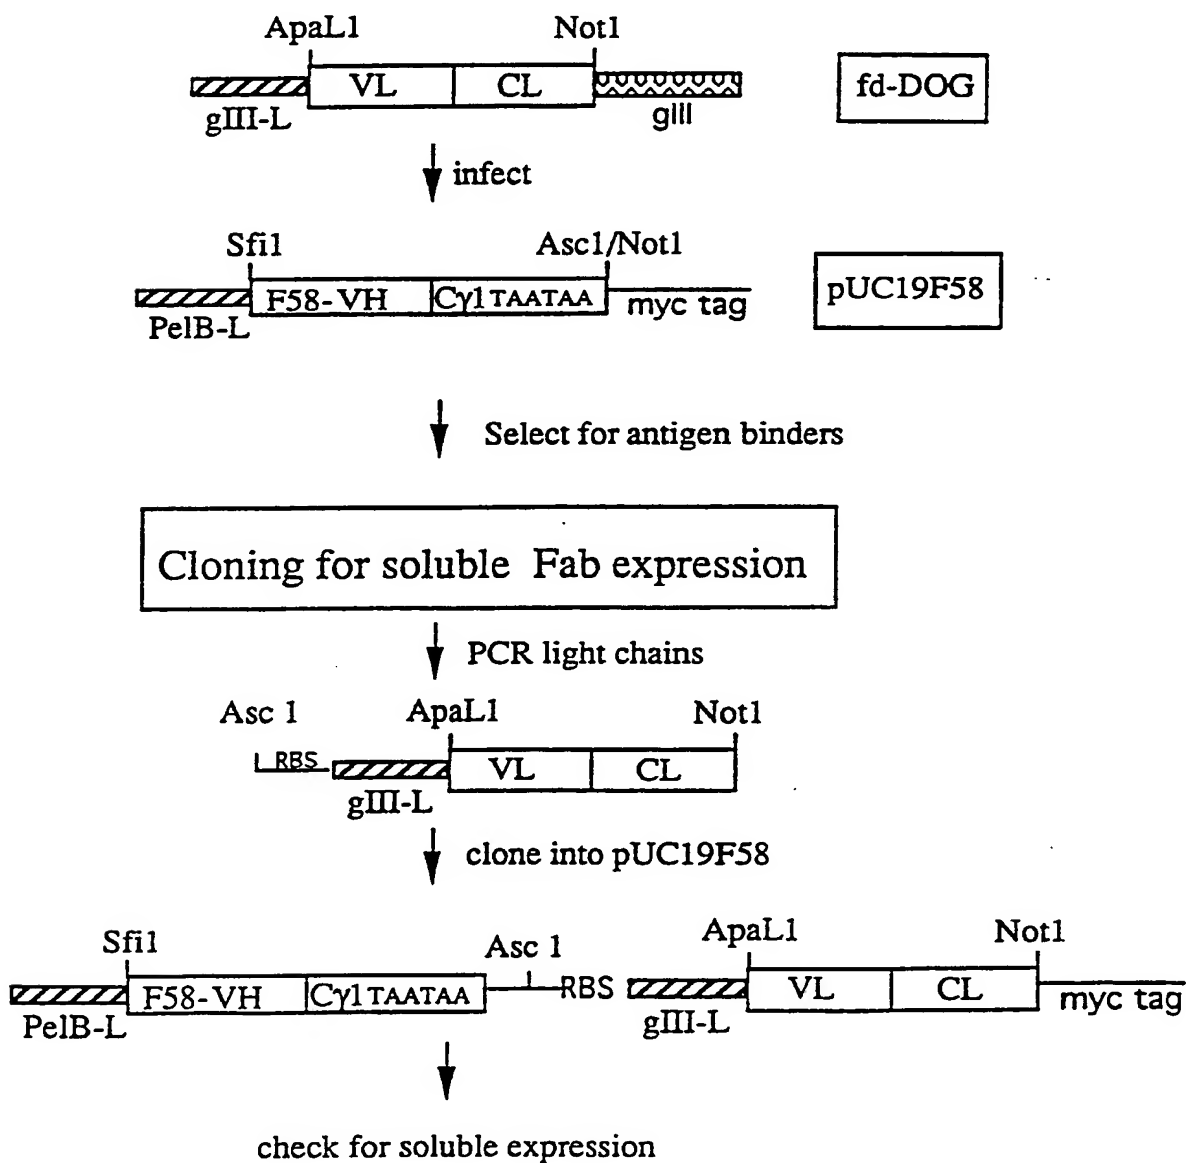 ApaL1 Not1
VL CL
gIII-L gIII
fd-DOG
infect
Sfi1 Asc1/Not1
F58-VH Cγ1 TAATAA
PelB-L myc tag
pUC19F58
Select for antigen binders
Cloning for soluble Fab expression
PCR light chains
Asc 1 ApaL1 Not1
RBS VL CL
gIII-L
clone into pUC19F58
Sfi1 Asc 1 ApaL1 Not1
F58-VH Cγ1 TAATAA RBS VL CL
PelB-L gIII-L myc tag
check for soluble expression